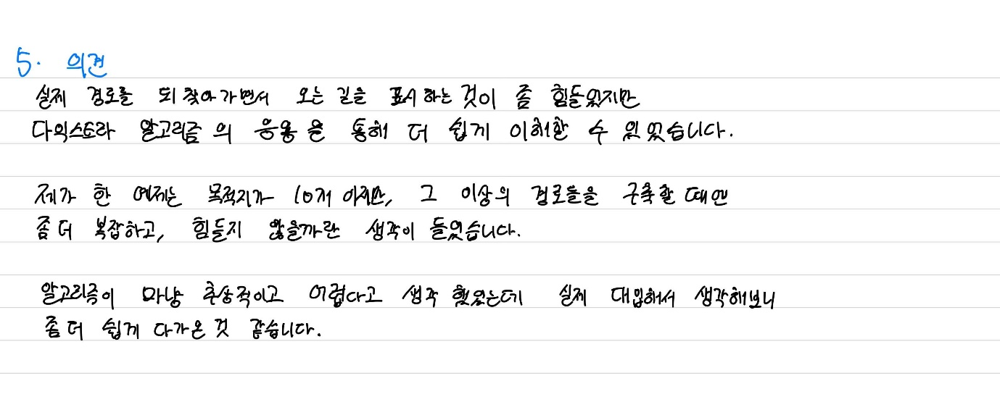 5. 의견
실제 경로를 되찾아가면서 오는 길을 표시하는 것이 좀 힘들었지만
다익스트라 알고리즘의 응용을 통해 더 쉽게 이해할 수 있었습니다.
제가 한 예제는 목적지가 10개 이지만, 그 이상의 경로들을 구축할 때엔
좀 더 복잡하고, 힘들지 않을까란 생각이 들었습니다.
알고리즘이 마냥 추상적이고 어렵다고 생각했었는데 실제 대입해서 생각해보니
좀 더 쉽게 다가온 것 같습니다.